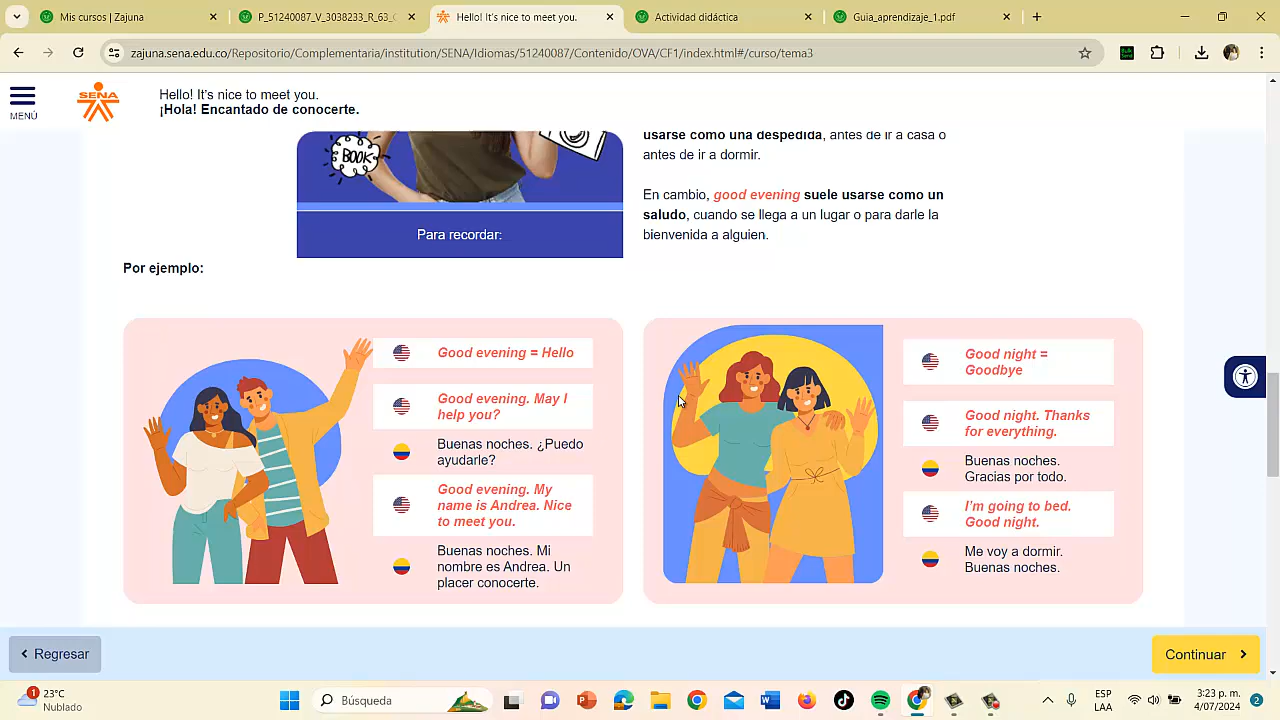 Mis cursos | Zajuna
P_51240087_V_3038233_R_63_
Hello! It's nice to meet you.
Actividad didáctica
Guia_aprendizaje_1.pdf
zajuna.sena.edu.co/Repositorio/Complementaria/institution/SENA/Idiomas/51240087/Contenido/OVA/CF1/index.html#/curso/tema3
MENÚ
SENA
Hello! It's nice to meet you.
¡Hola! Encantado de conocerte.
BOOK
Para recordar:
usarse como una despedida, antes de ir a casa o
antes de ir a dormir.
En cambio, good evening suele usarse como un
saludo, cuando se llega a un lugar o para darle la
bienvenida a alguien.
Por ejemplo:
Good evening = Hello
Good evening. May I
help you?
Buenas noches. ¿Puedo
ayudarle?
Good evening. My
name is Andrea. Nice
to meet you.
Buenas noches. Mi
nombre es Andrea. Un
placer conocerte.
Good night =
Goodbye
Good night. Thanks
for everything.
Buenas noches.
Gracias por todo.
I'm going to bed.
Good night.
Me voy a dormir.
Buenas noches.
Regresar
Continuar
1
23°C
Nublado
Búsqueda
ESP
LAA
3:23 p. m.
4/07/2024
2